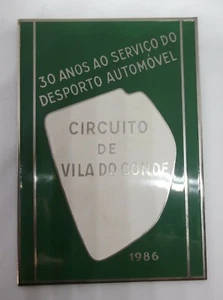 30 ANOS AO SERVIÇO DO
DESPORTO AUTOMÓVEL
CIRCUITO
DE
VILA DO CONDE
1986